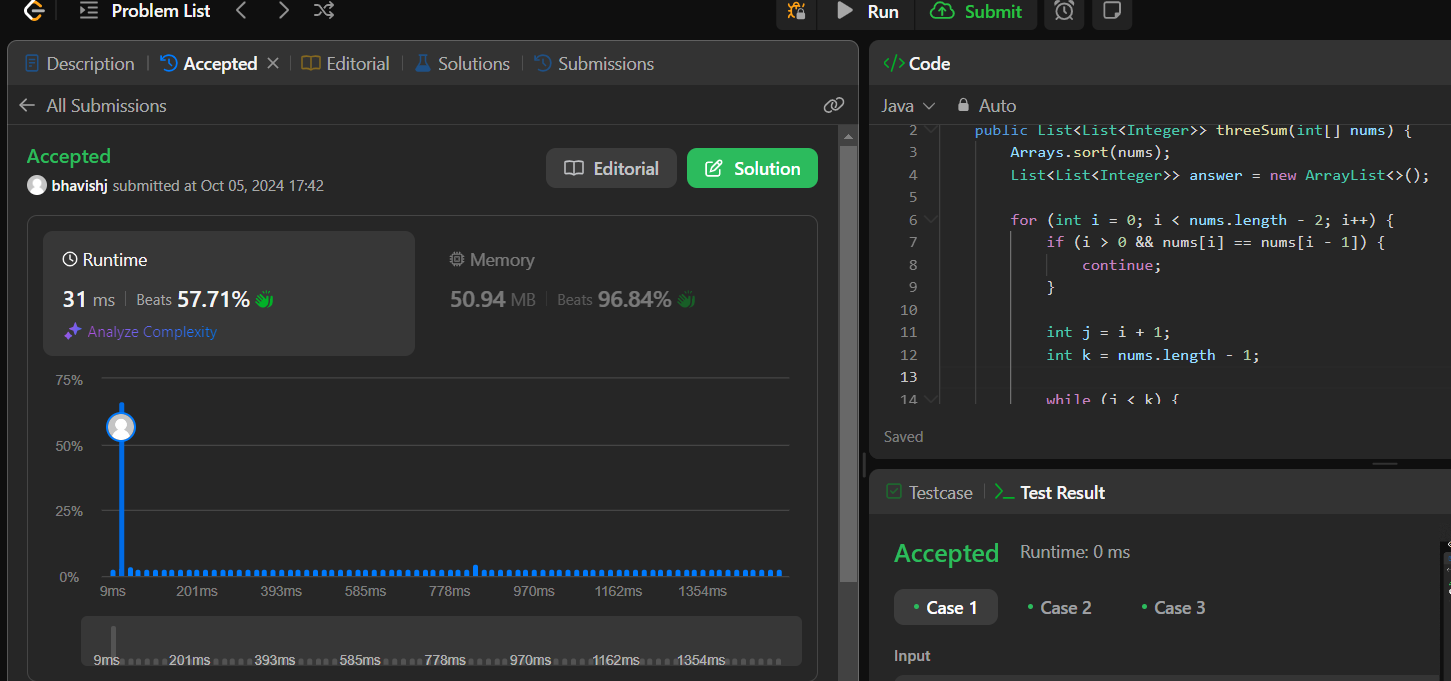 Problem List
Run
Submit
Description
Accepted
Editorial
Solutions
Submissions
All Submissions
Accepted
bhavishj submitted at Oct 05, 2024 17:42
Editorial
Solution
Runtime
31 ms
Beats 57.71%
Analyze Complexity
Memory
50.94 MB
Beats 96.84%
75%
50%
25%
0%
9ms 201ms 393ms 585ms 778ms 970ms 1162ms 1354ms
9ms 201ms 393ms 585ms 778ms 970ms 1162ms 1354ms
</> Code
Java Auto
2 public List<List<Integer>> threeSum(int[] nums) {
3 Arrays.sort(nums);
4 List<List<Integer>> answer = new ArrayList<>();
5
6 for (int i = 0; i < nums.length - 2; i++) {
7 if (i > 0 && nums[i] == nums[i - 1]) {
8 continue;
9 }
10
11 int j = i + 1;
12 int k = nums.length - 1;
13
14 while (j < k) {
Saved
Testcase
Test Result
Accepted Runtime: 0 ms
Case 1
Case 2
Case 3
Input